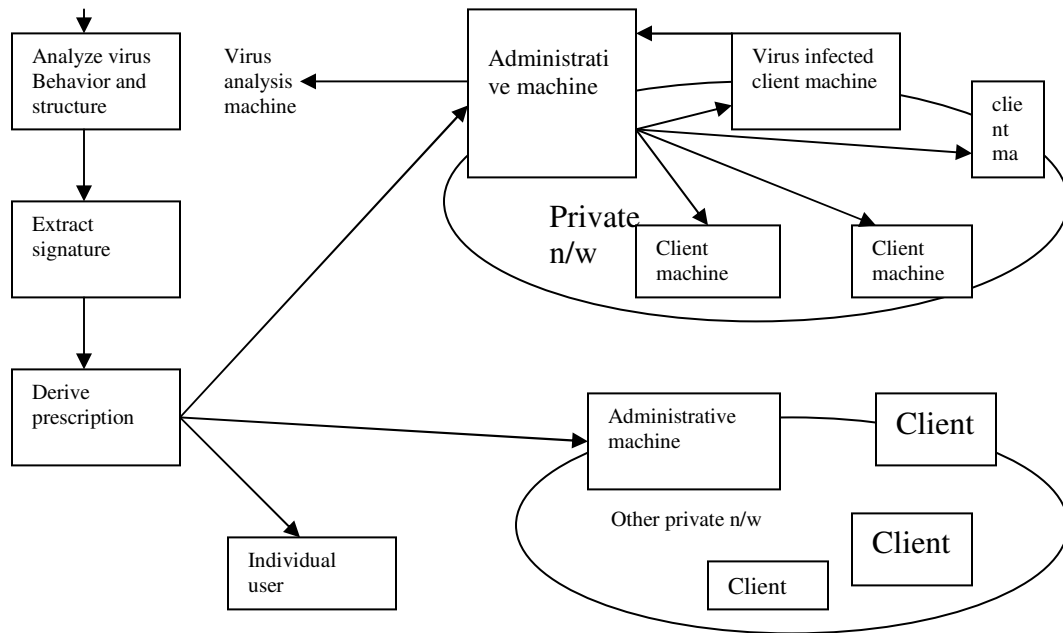 Analyze virus
Behavior and
structure
Virus
analysis
machine
Administrati
ve machine
Virus infected
client machine
clie
nt
ma
Extract
signature
Private
n/w
Client
machine
Client
machine
Derive
prescription
Administrative
machine
Client
Other private n/w
Client
Individual
user
Client